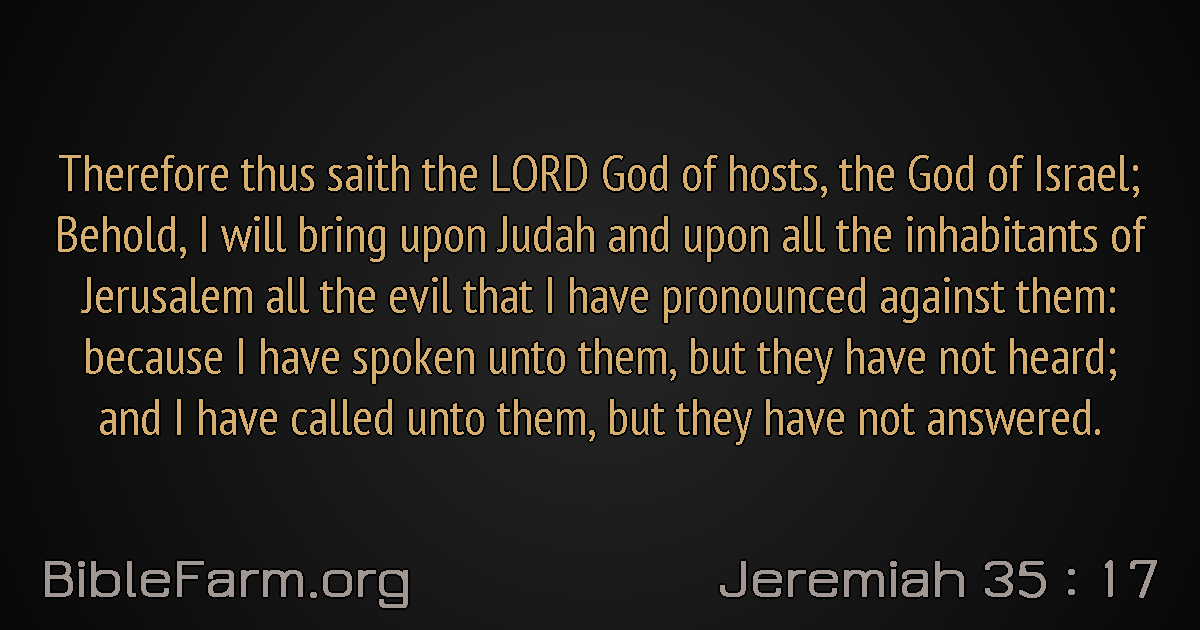 Therefore thus saith the LORD God of hosts, the God of Israel;
Behold, I will bring upon Judah and upon all the inhabitants of
Jerusalem all the evil that I have pronounced against them:
because I have spoken unto them, but they have not heard;
and I have called unto them, but they have not answered.
BibleFarm.org
Jeremiah 35 : 17